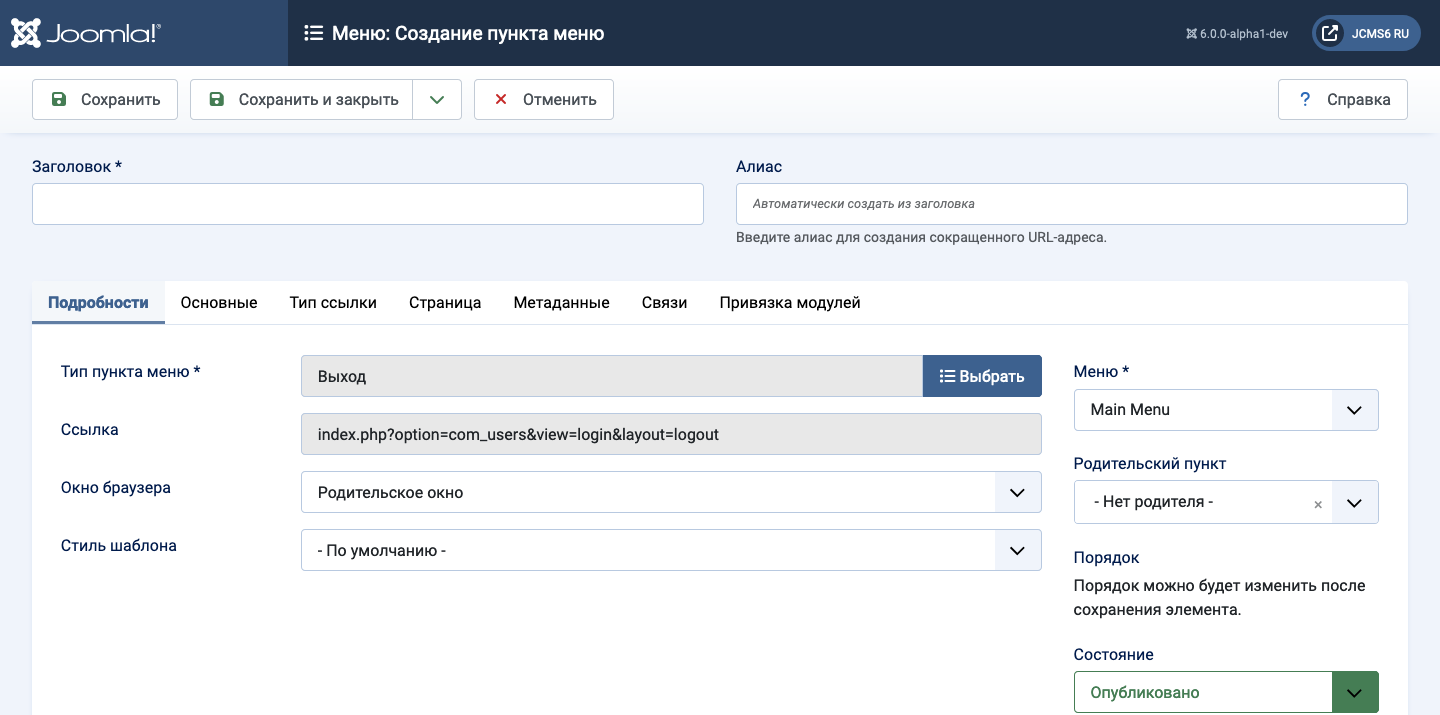 Joomla!®
Меню: Создание пункта меню
6.0.0-alpha1-dev
JCMS6 RU
Сохранить
Сохранить и закрыть
Отменить
? Справка
Заголовок *
Алиас
Автоматически создать из заголовка
Введите алиас для создания сокращенного URL-адреса.
Подробности
Основные
Тип ссылки
Страница
Метаданные
Связи
Привязка модулей
Тип пункта меню *
Выход
Выбрать
Ссылка
index.php?option=com_users&view=login&layout=logout
Окно браузера
Родительское окно
Стиль шаблона
- По умолчанию -
Меню *
Main Menu
Родительский пункт
- Нет родителя -
Порядок
Порядок можно будет изменить после
сохранения элемента.
Состояние
Опубликовано